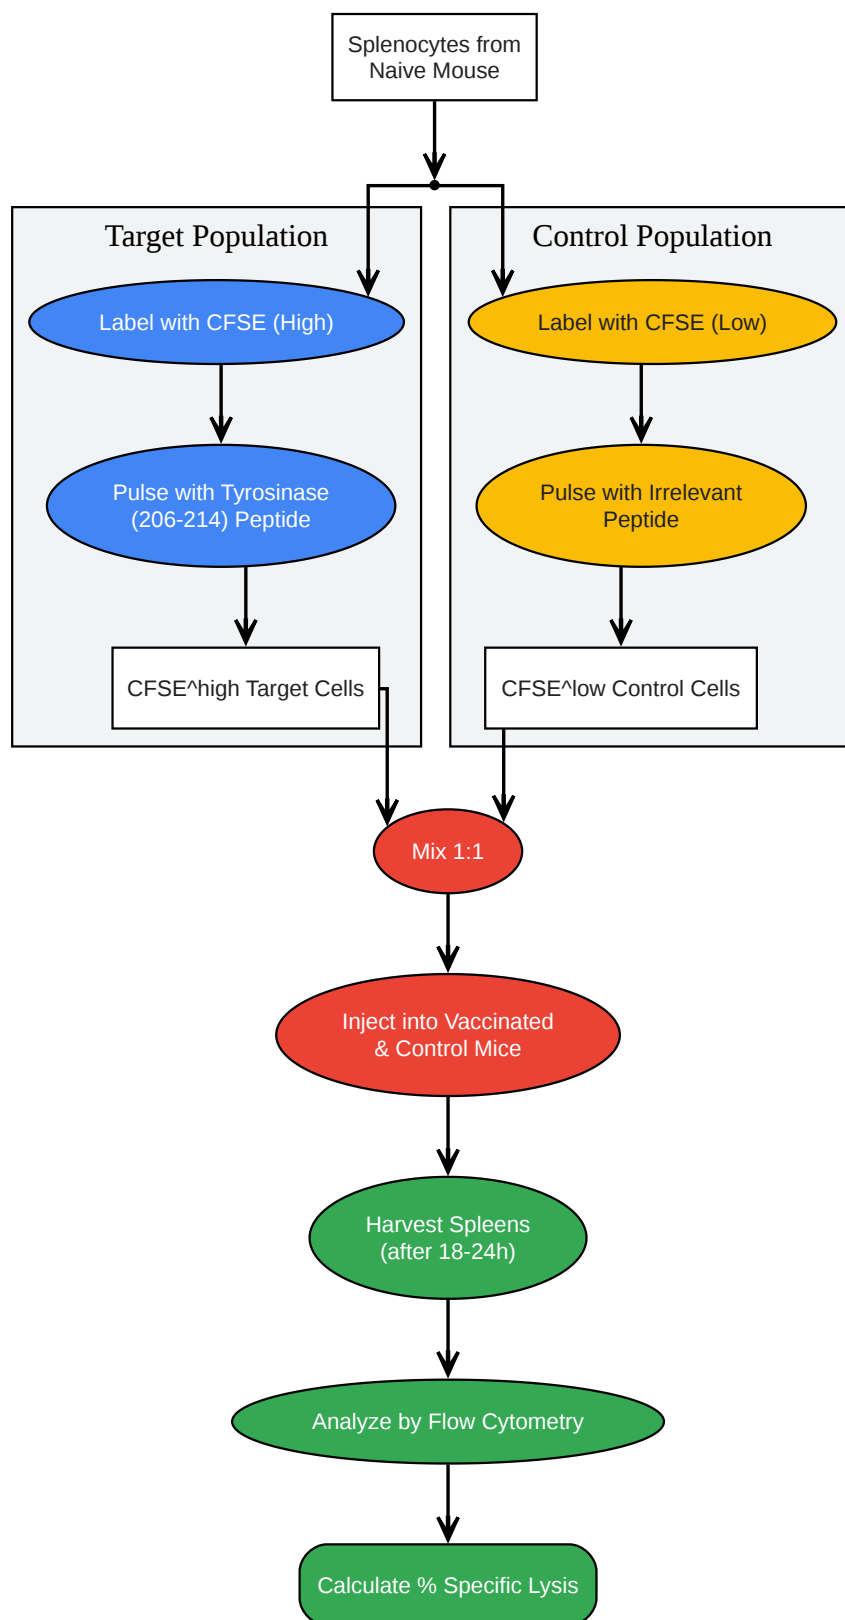 Splenocytes from
Naive Mouse
Target Population
Label with CFSE (High)
Pulse with Tyrosinase
(206-214) Peptide
CFSE^high Target Cells
Control Population
Label with CFSE (Low)
Pulse with Irrelevant
Peptide
CFSE^low Control Cells
Mix 1:1
Inject into Vaccinated
& Control Mice
Harvest Spleens
(after 18-24h)
Analyze by Flow Cytometry
Calculate % Specific Lysis